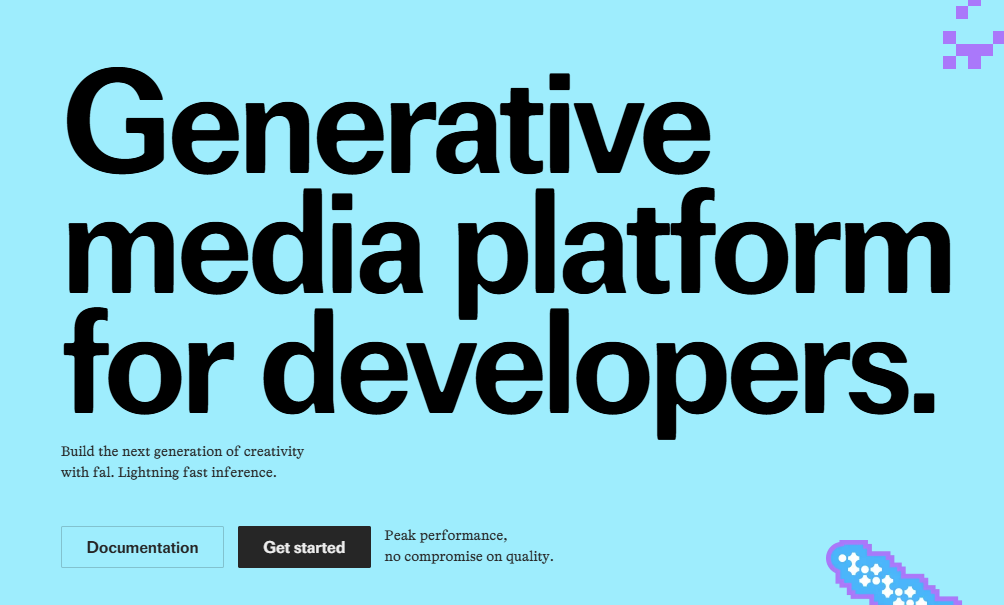 Generative
media platform
for developers.
Build the next generation of creativity
with fal. Lightning fast inference.
Documentation
Get started
Peak performance,
no compromise on quality.